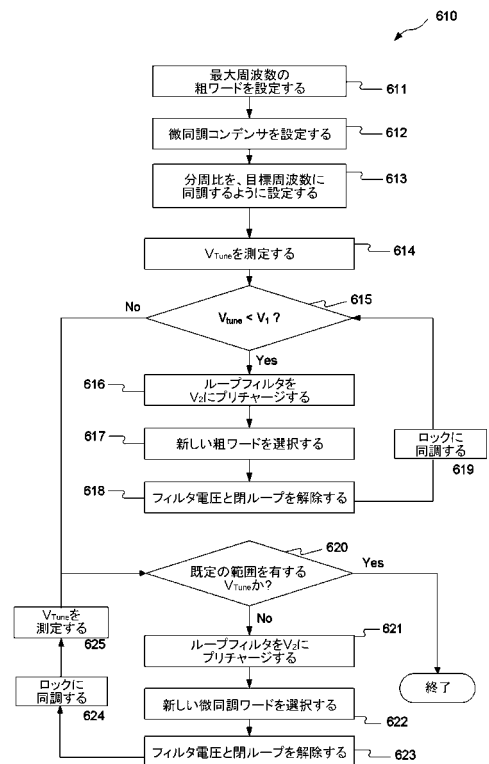 610
最大周波数の
粗ワードを設定する
611
微同調コンデンサを設定する
612
分周比を、目標周波数に
同調するように設定する
613
VTuneを測定する
614
615
No
Vtune < V1 ?
Yes
616
ループフィルタを
V2にプリチャージする
617
新しい粗ワードを選択する
ロックに
同調する
619
618
フィルタ電圧と閉ループを解除する
620
既定の範囲を有する
VTuneか?
Yes
No
VTuneを
測定する
625
621
ループフィルタをV2に
プリチャージする
ロックに
同調する
624
終了
新しい微同調ワードを選択する
622
フィルタ電圧と閉ループを解除する
623